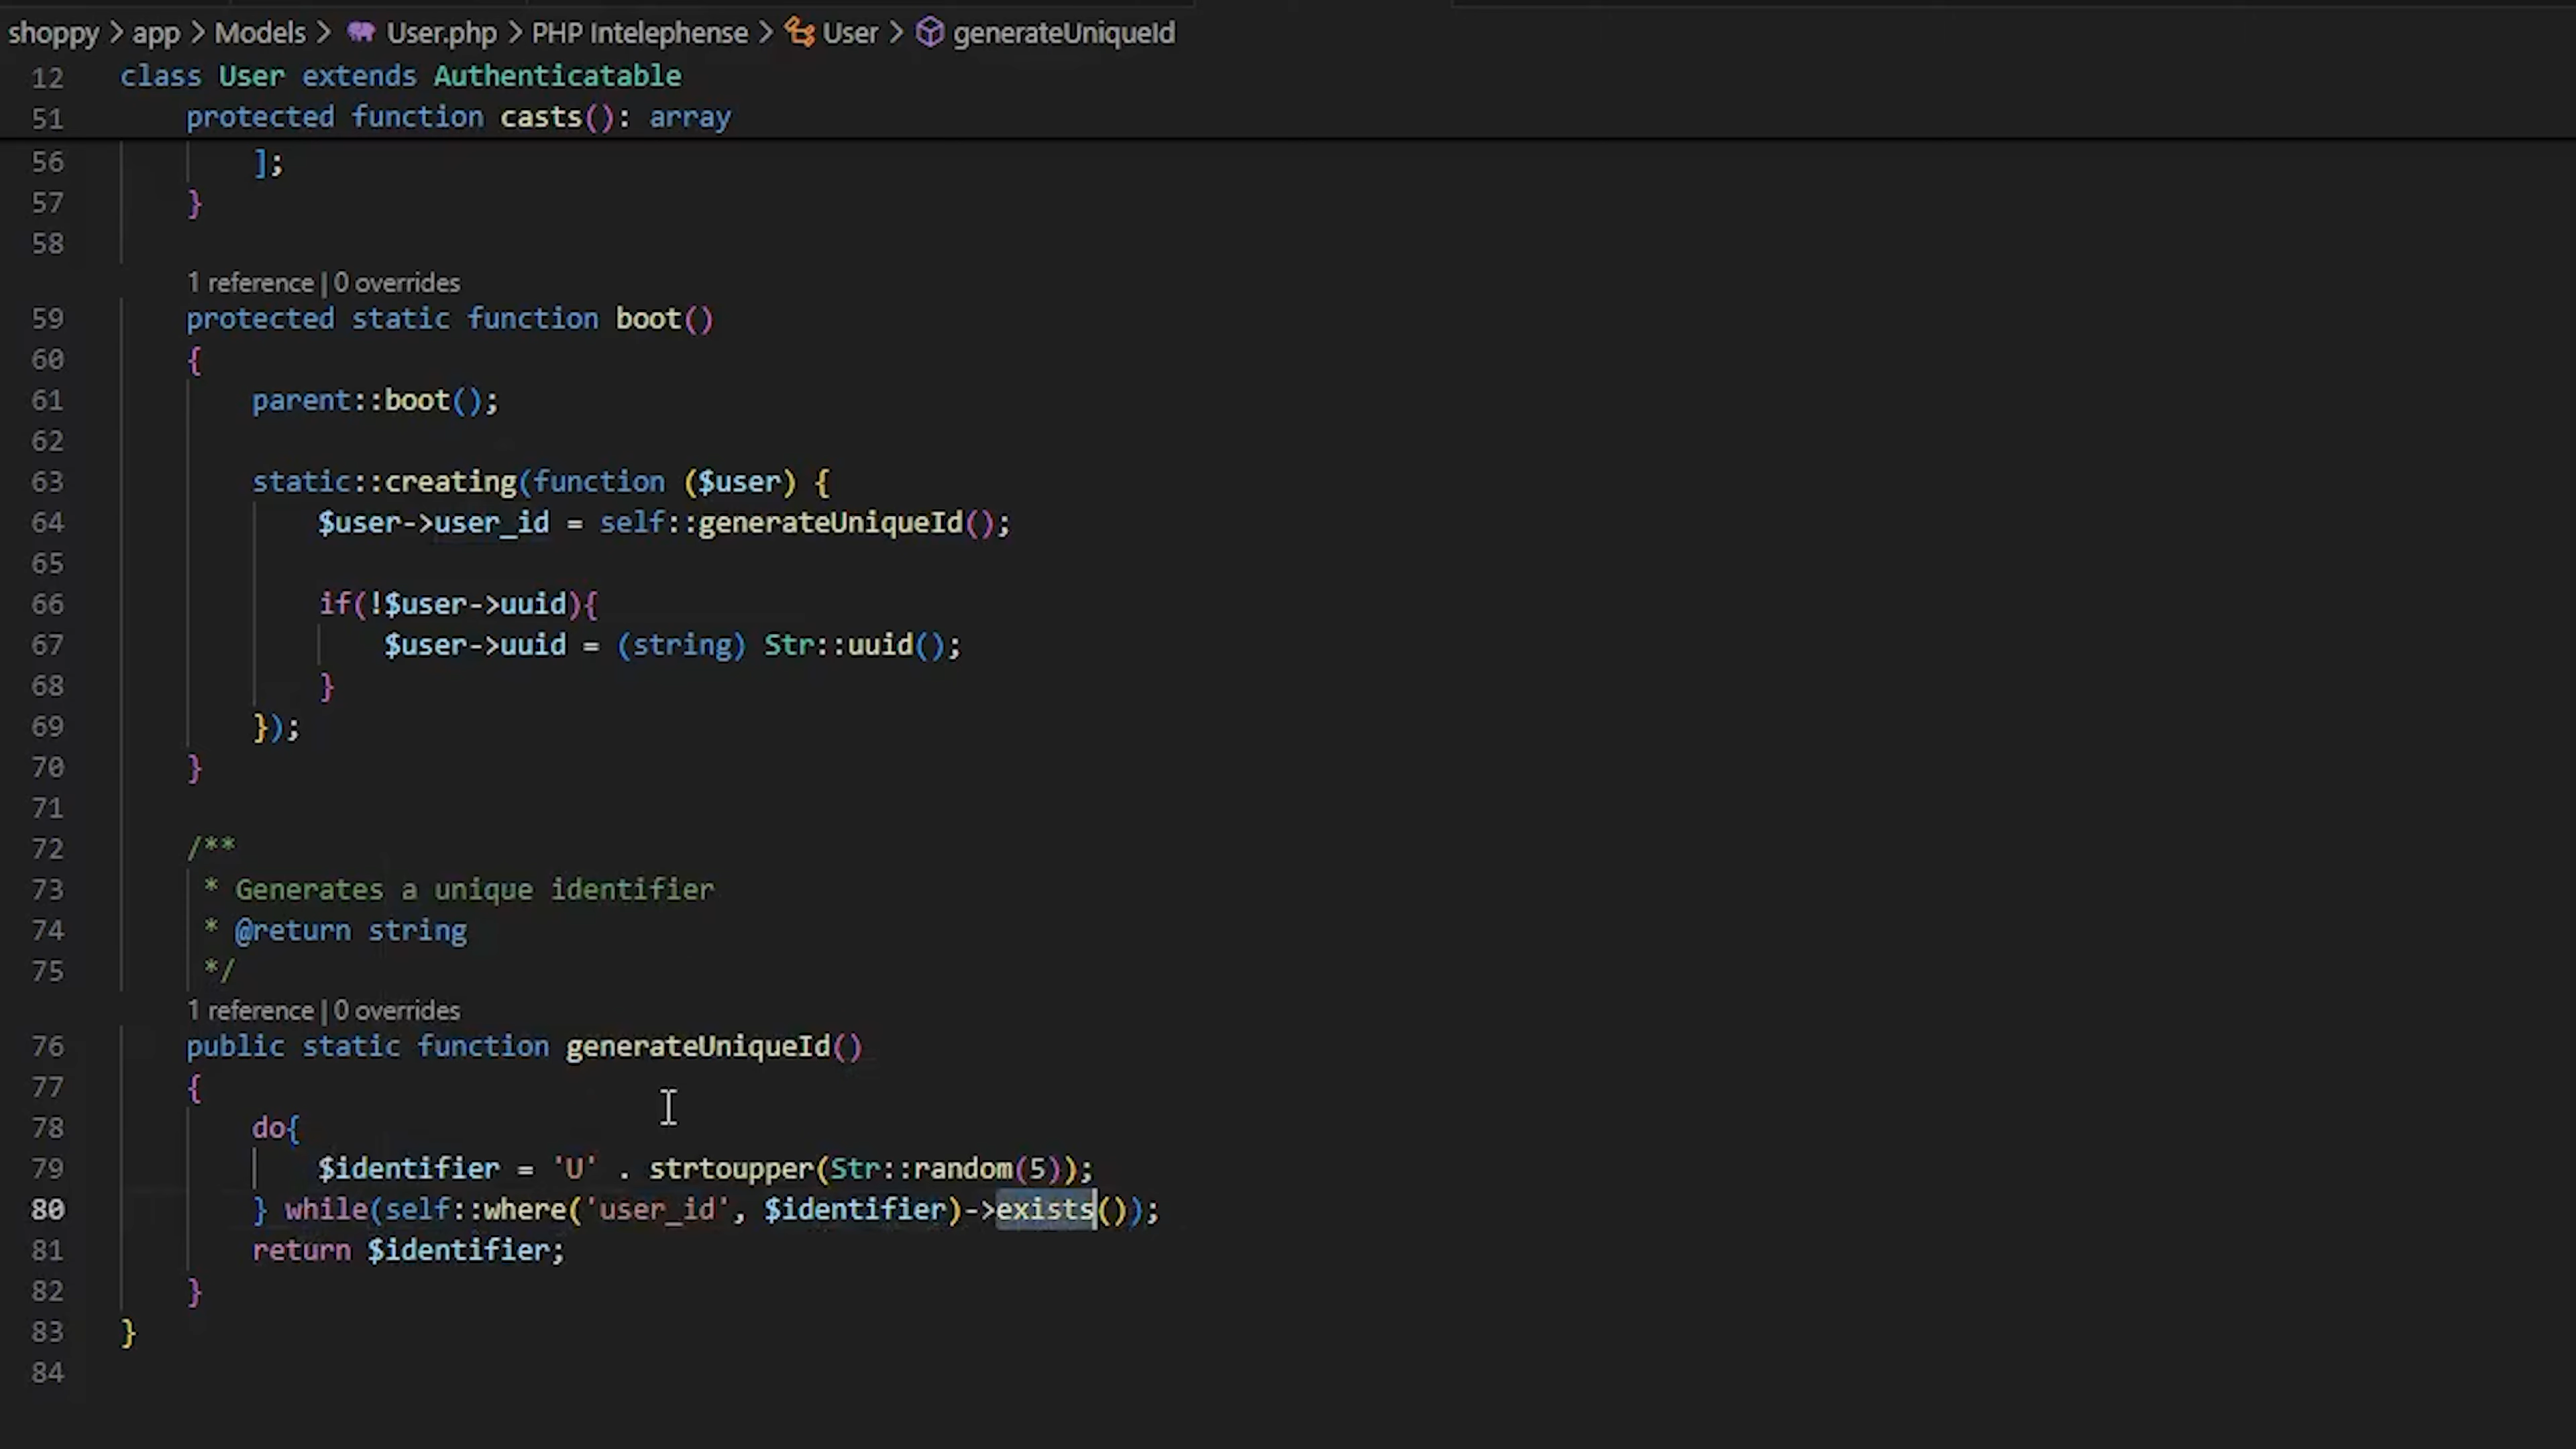 shoppy > app > Models > User.php > PHP Intelephense > User > generateUniqueId
12 class User extends Authenticatable
51 protected function casts(): array
56 ];
57 }
58
1 reference | 0 overrides
59 protected static function boot()
60 {
61 parent::boot();
62
63 static::creating(function ($user) {
64 $user->user_id = self::generateUniqueId();
65
66 if(!$user->uuid){
67 $user->uuid = (string) Str::uuid();
68 }
69 });
70 }
71
72 /**
73 * Generates a unique identifier
74 * @return string
75 */
1 reference | 0 overrides
76 public static function generateUniqueId()
77 {
78 do{
79 $identifier = 'U' . strtoupper(Str::random(5));
80 } while(self::where('user_id', $identifier)->exists());
81 return $identifier;
82 }
83 }
84